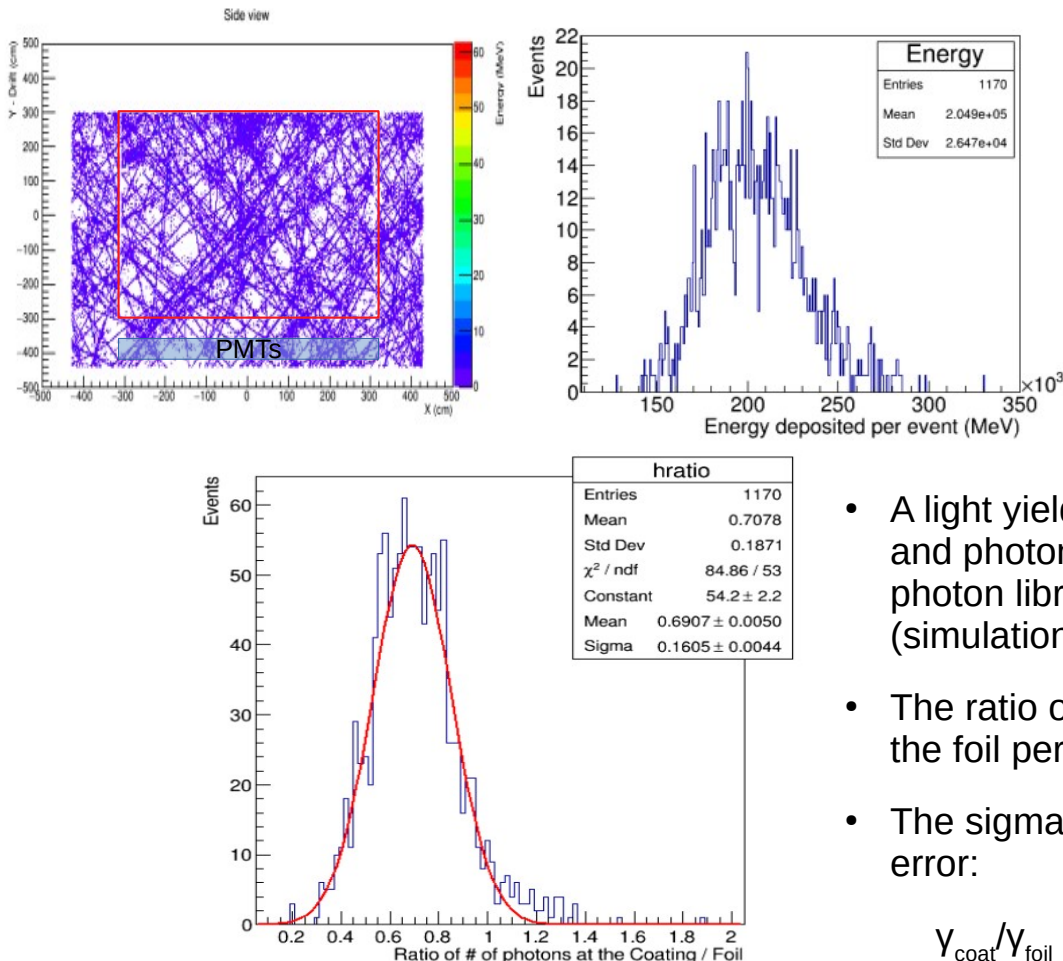 Side view
Y - Drift (cm)
500
400
300
200
100
0
−100
−200
−300
−400
−500
PMTs
−500 −400 −300 −200 −100 0 100 200 300 400 500
X (cm)
60
50
40
30
20
10
0
Energy (MeV)
Events
22
20
18
16
14
12
10
8
6
4
2
0
Energy
Entries 1170
Mean 2.049e+05
Std Dev 2.647e+04
150 200 250 300 350
×10³
Energy deposited per event (MeV)
Events
60
50
40
30
20
10
0
hratio
Entries 1170
Mean 0.7078
Std Dev 0.1871
χ² / ndf 84.86 / 53
Constant 54.2 ± 2.2
Mean 0.6907 ± 0.0050
Sigma 0.1605 ± 0.0044
0.2 0.4 0.6 0.8 1 1.2 1.4 1.6 1.8 2
Ratio of # of photons at the Coating / Foil
• A light yield
and photon
photon libr
(simulation
• The ratio o
the foil per
• The sigma
error:
γcoat/γfoil